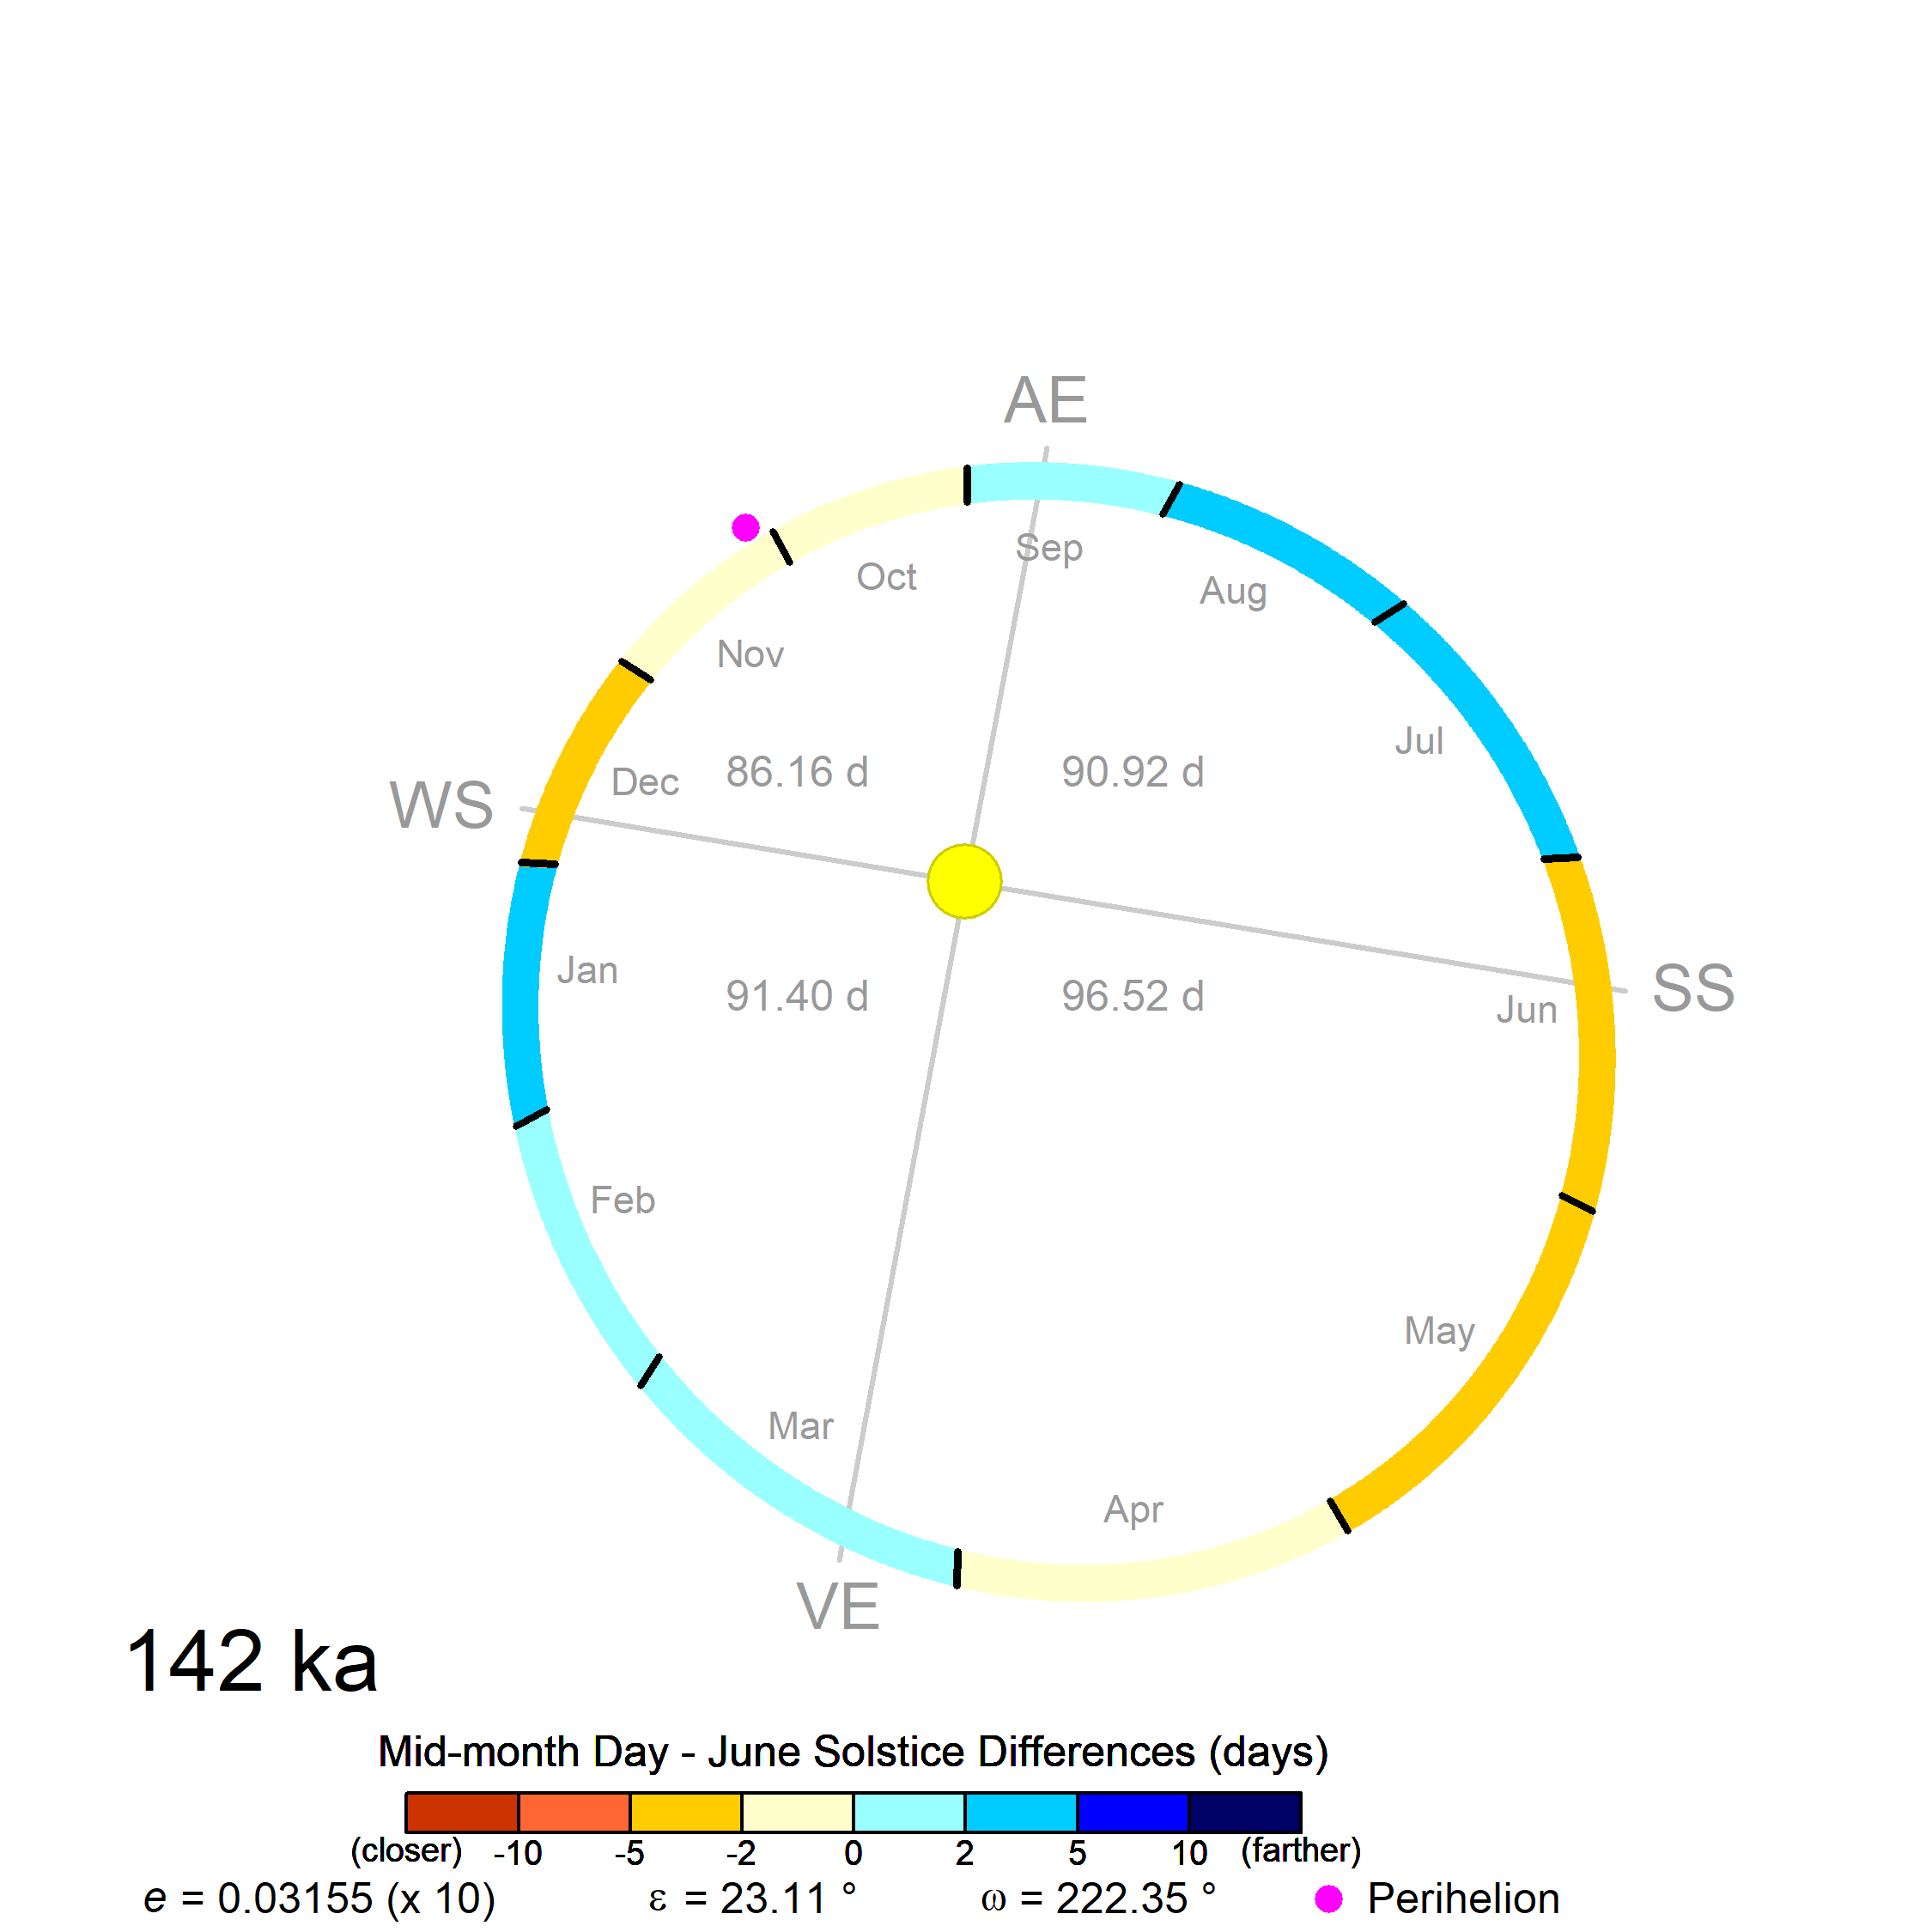 AE
Sep
Oct
Aug
Nov
Jul
86.16 d
90.92 d
Dec
WS
Jan
91.40 d
96.52 d
SS
Jun
Feb
May
Mar
Apr
VE
142 ka
Mid-month Day - June Solstice Differences (days)
(closer) -10 -5 -2 0 2 5 10 (farther)
e = 0.03155 (x 10) ε = 23.11 ° ω = 222.35 ° Perihelion